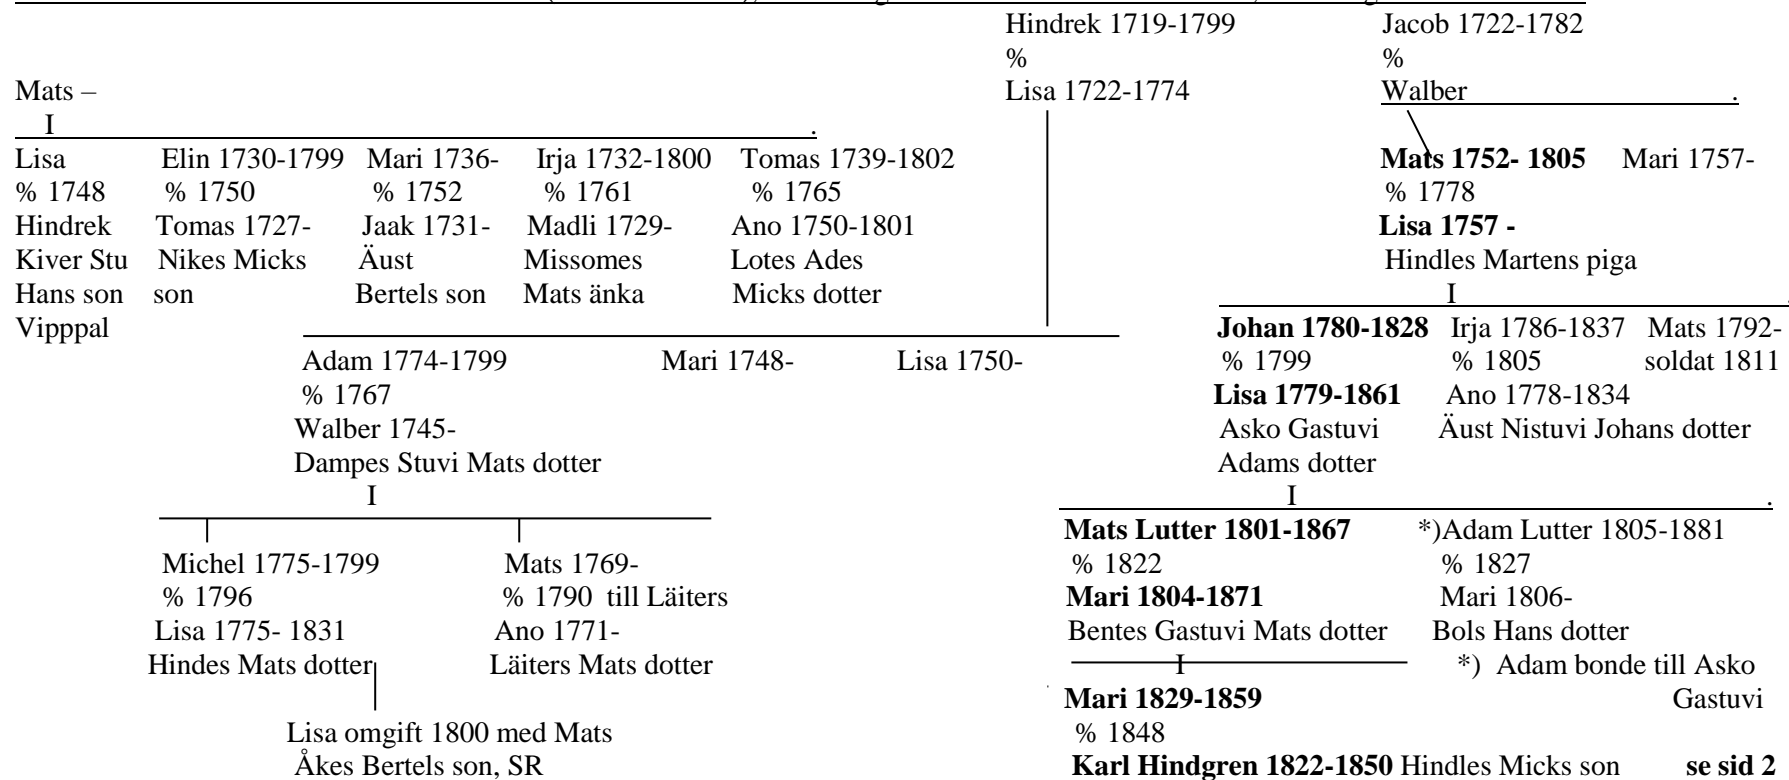 Hindrek 1719-1799 Jacob 1722-1782
% %
Mats – Lisa 1722-1774 Walber .
I .
Lisa Elin 1730-1799 Mari 1736- Irja 1732-1800 Tomas 1739-1802 Mats 1752- 1805 Mari 1757-
% 1748 % 1750 % 1752 % 1761 % 1765 % 1778
Hindrek Tomas 1727- Jaak 1731- Madli 1729- Ano 1750-1801 Lisa 1757 -
Kiver Stu Nikes Micks Äust Missomes Lotes Ades Hindles Martens piga
Hans son son Bertels son Mats änka Micks dotter I .
Vipppal Johan 1780-1828 Irja 1786-1837 Mats 1792-
Adam 1774-1799 Mari 1748- Lisa 1750- % 1799 % 1805 soldat 1811
% 1767 Lisa 1779-1861 Ano 1778-1834
Walber 1745- Asko Gastuvi Äust Nistuvi Johans dotter
Dampes Stuvi Mats dotter Adams dotter
I I .
Mats Lutter 1801-1867 *)Adam Lutter 1805-1881
Michel 1775-1799 Mats 1769- % 1822 % 1827
% 1796 % 1790 till Läiters Mari 1804-1871 Mari 1806-
Lisa 1775- 1831 Ano 1771- Bentes Gastuvi Mats dotter Bols Hans dotter
Hindes Mats dotter Läiters Mats dotter I *) Adam bonde till Asko
Mari 1829-1859 Gastuvi
Lisa omgift 1800 med Mats % 1848
Åkes Bertels son, SR Karl Hindgren 1822-1850 Hindles Micks son se sid 2